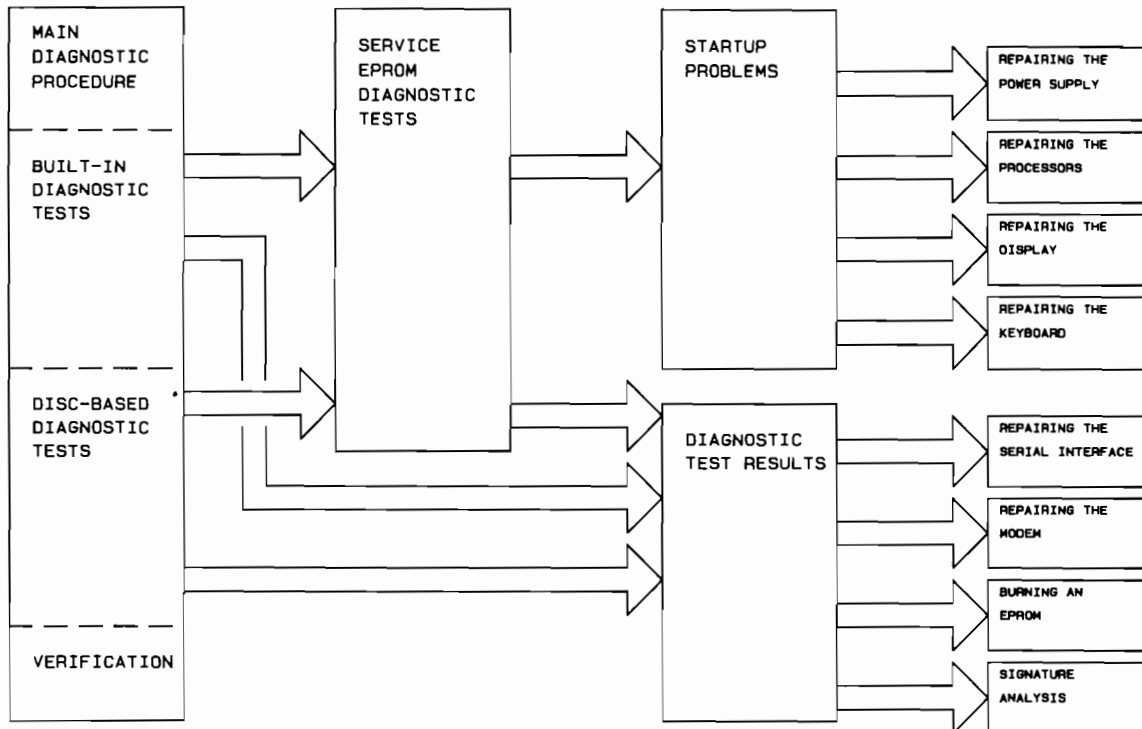 MAIN
DIAGNOSTIC
PROCEDURE
BUILT-IN
DIAGNOSTIC
TESTS
DISC-BASED
DIAGNOSTIC
TESTS
VERIFICATION
SERVICE
EPROM
DIAGNOSTIC
TESTS
STARTUP
PROBLEMS
DIAGNOSTIC
TEST RESULTS
REPAIRING THE
POWER SUPPLY
REPAIRING THE
PROCESSORS
REPAIRING THE
DISPLAY
REPAIRING THE
KEYBOARD
REPAIRING THE
SERIAL INTERFACE
REPAIRING THE
MODEM
BURNING AN
EPROM
SIGNATURE
ANALYSIS